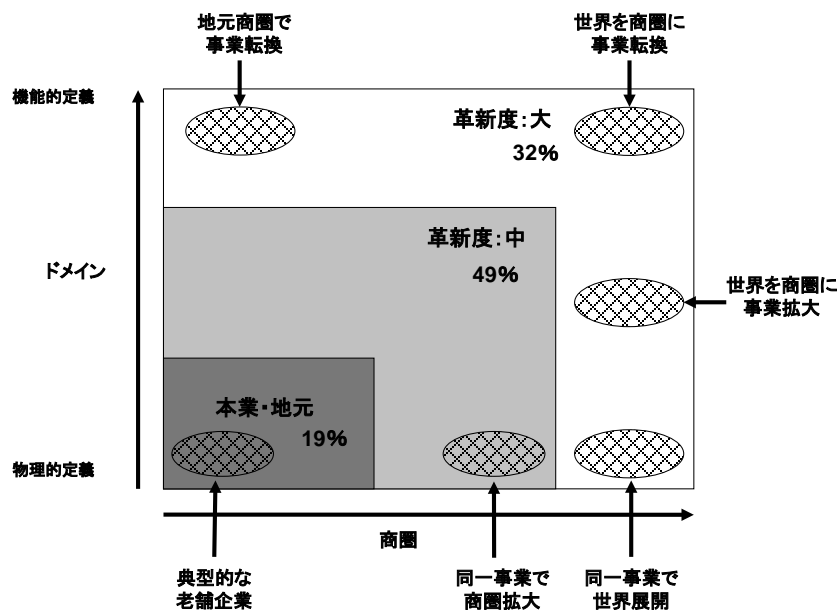 地元商圏で
事業転換
世界を商圏に
事業転換
機能的定義
革新度:大
32%
革新度:中
49%
ドメイン
世界を商圏に
事業拡大
本業・地元
19%
物理的定義
商圏
典型的な
老舗企業
同一事業で
商圏拡大
同一事業で
世界展開